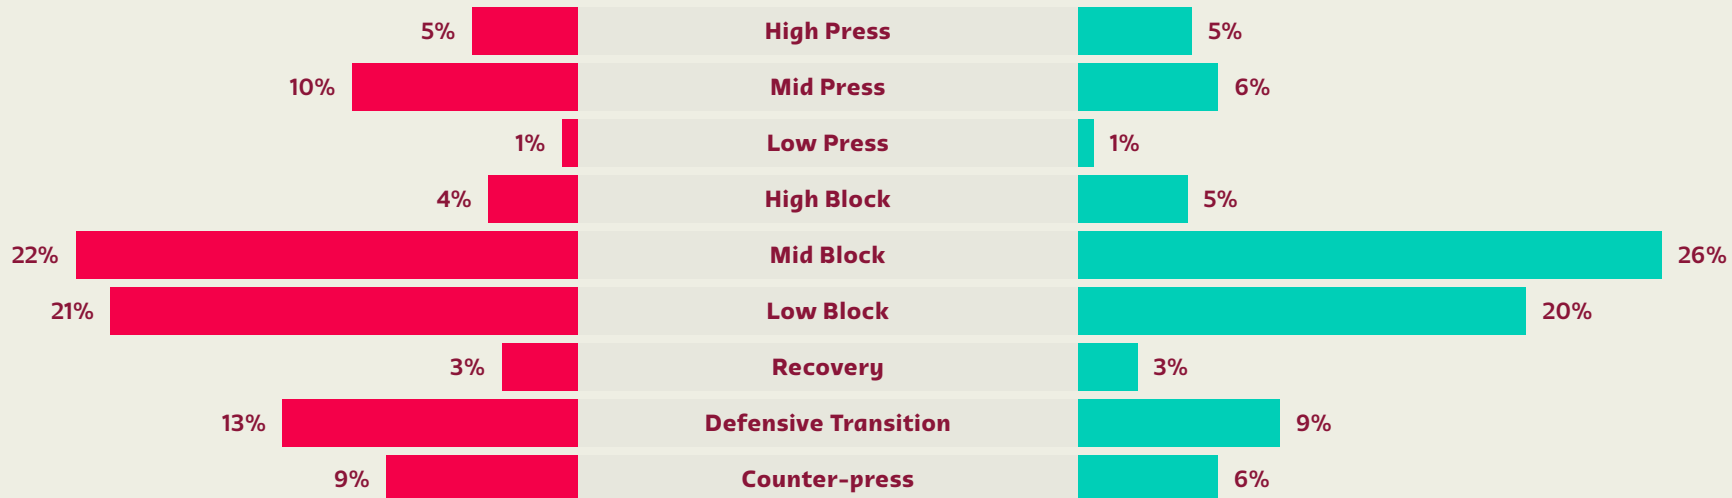 5% High Press 5%
10% Mid Press 6%
1% Low Press 1%
4% High Block 5%
22% Mid Block 26%
21% Low Block 20%
3% Recovery 3%
13% Defensive Transition 9%
9% Counter-press 6%